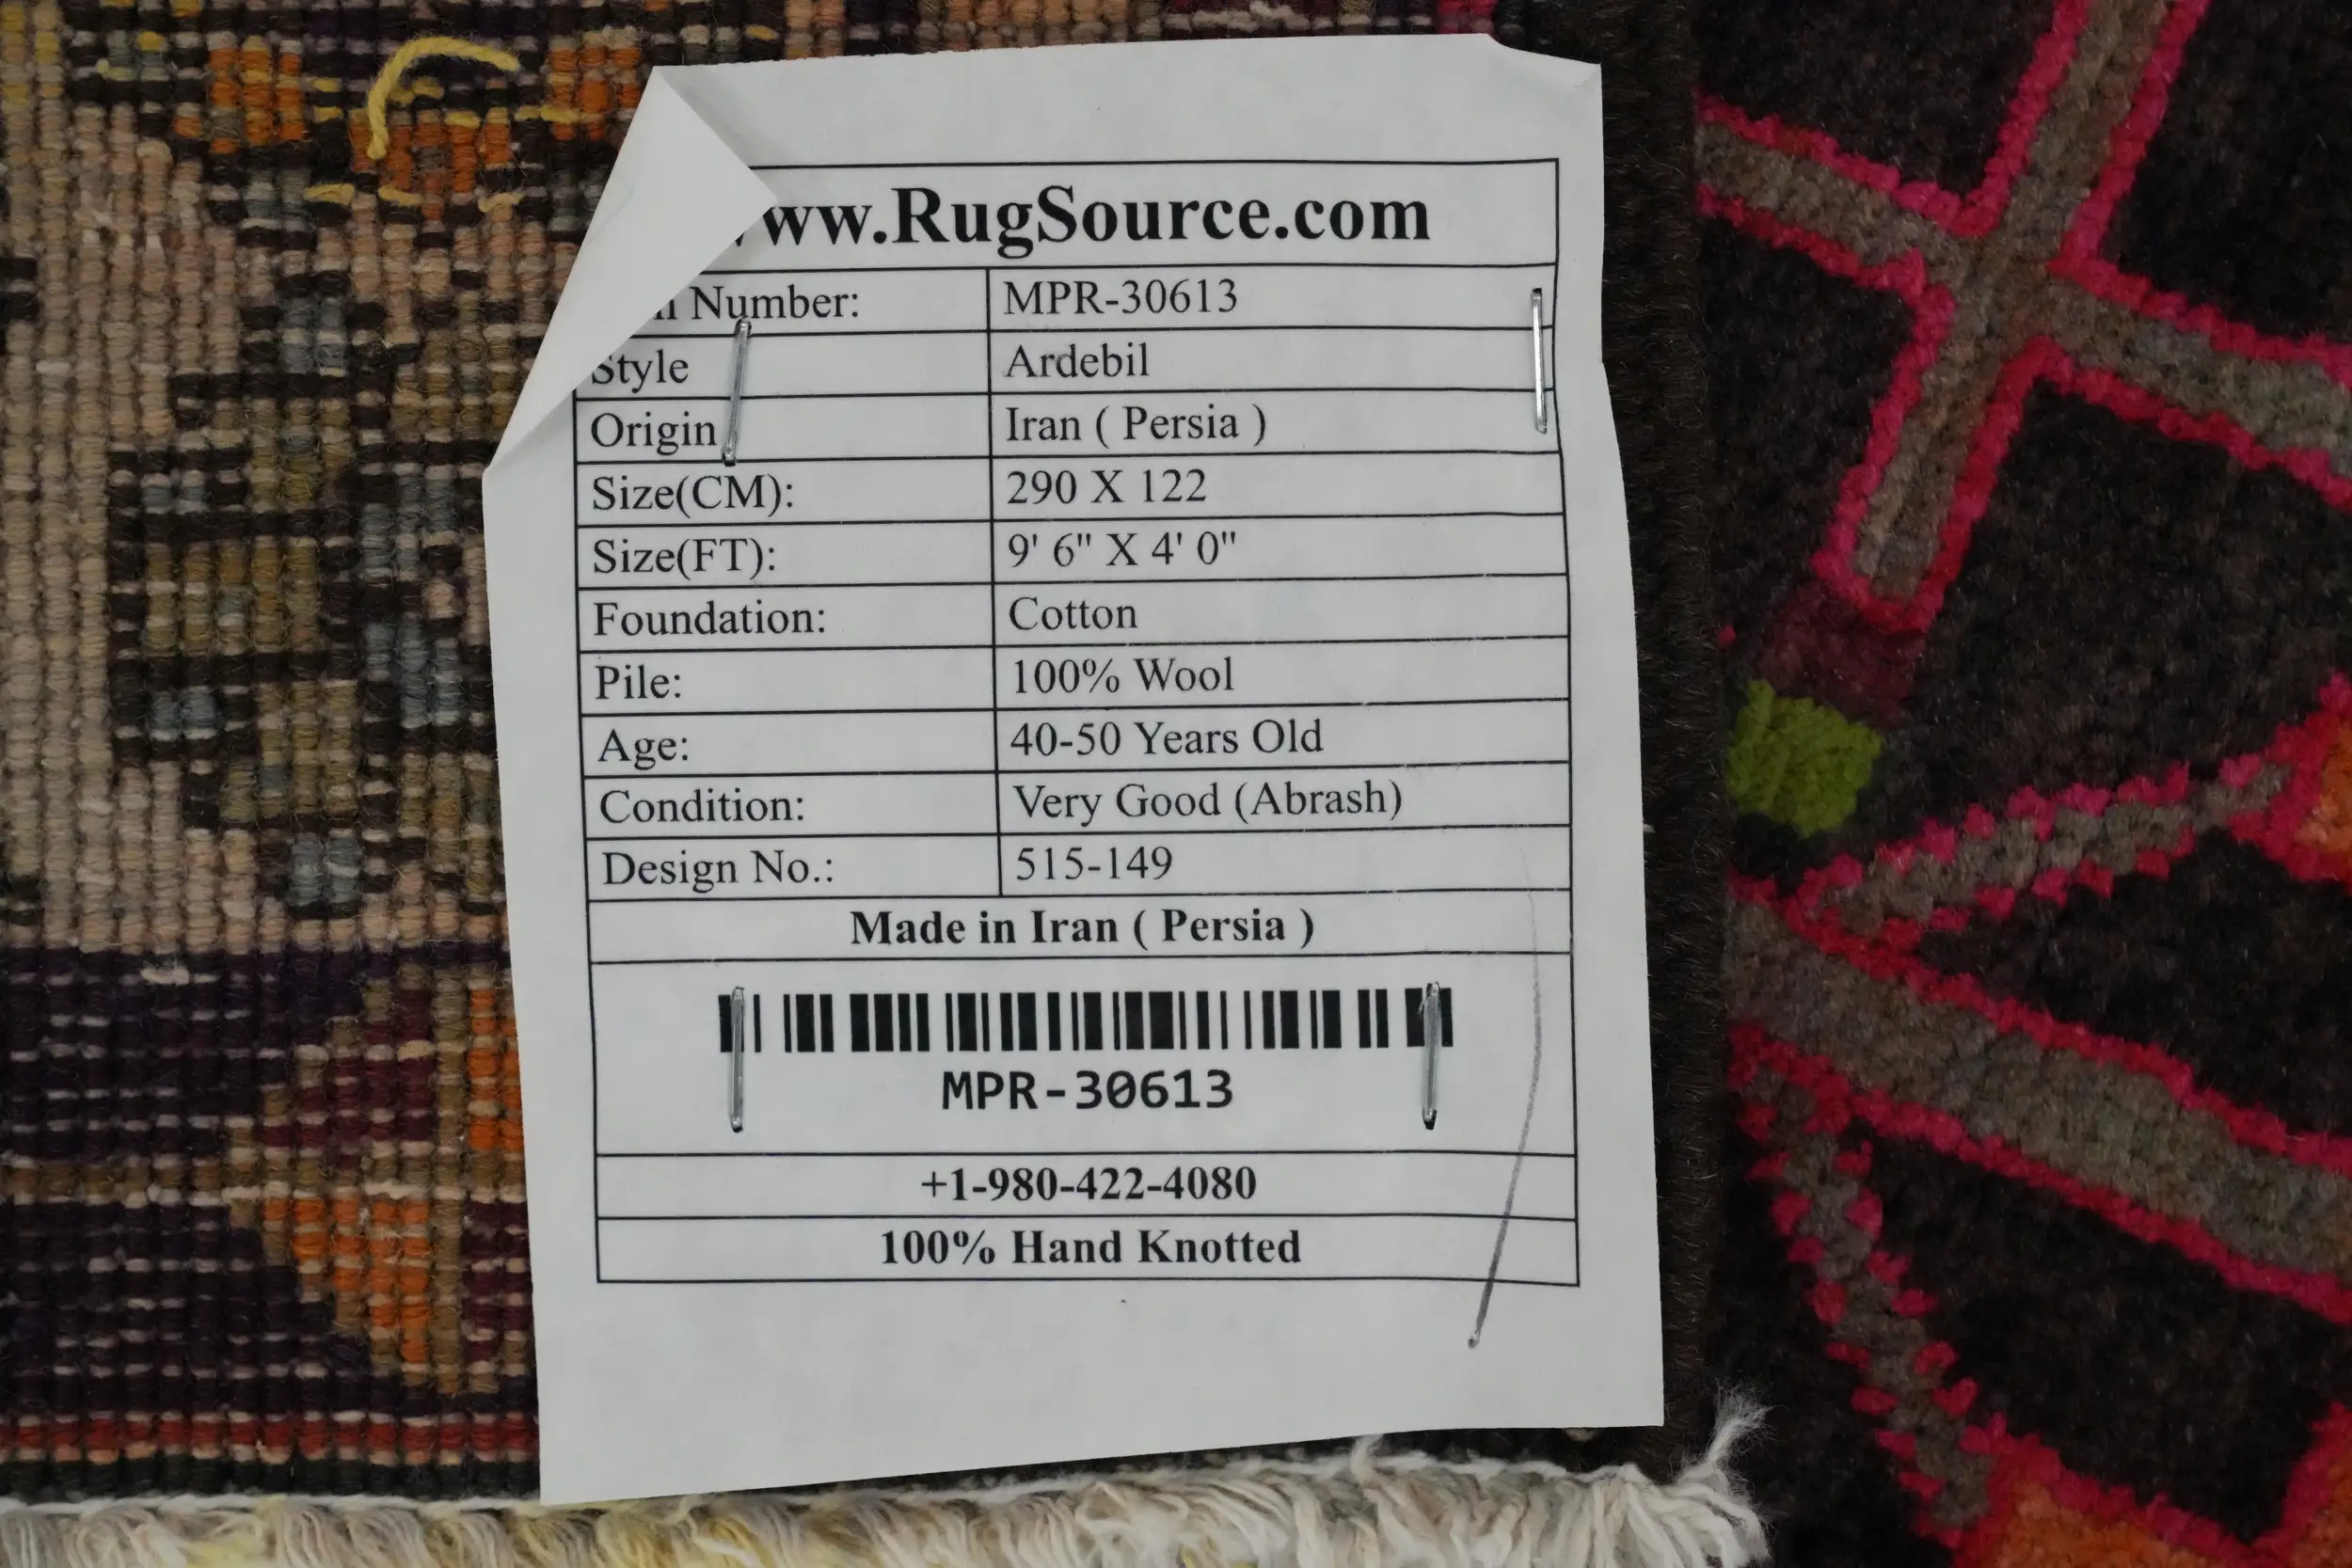 ww.RugSource.com
Number: MPR-30613
Style Ardebil
Origin Iran ( Persia )
Size(CM): 290 X 122
Size(FT): 9' 6" X 4' 0"
Foundation: Cotton
Pile: 100% Wool
Age: 40-50 Years Old
Condition: Very Good (Abrash)
Design No.: 515-149
Made in Iran ( Persia )
MPR-30613
+1-980-422-4080
100% Hand Knotted